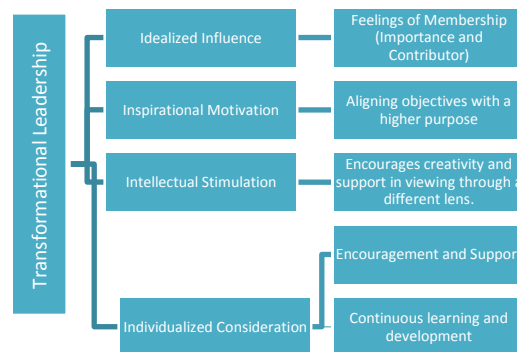 Transformational Leadership
Idealized Influence
Feelings of Membership
(Importance and
Contributor)
Inspirational Motivation
Aligning objectives with a
higher purpose
Intellectual Stimulation
Encourages creativity and
support in viewing through a
different lens.
Individualized Consideration
Encouragement and Support
Continuous learning and
development